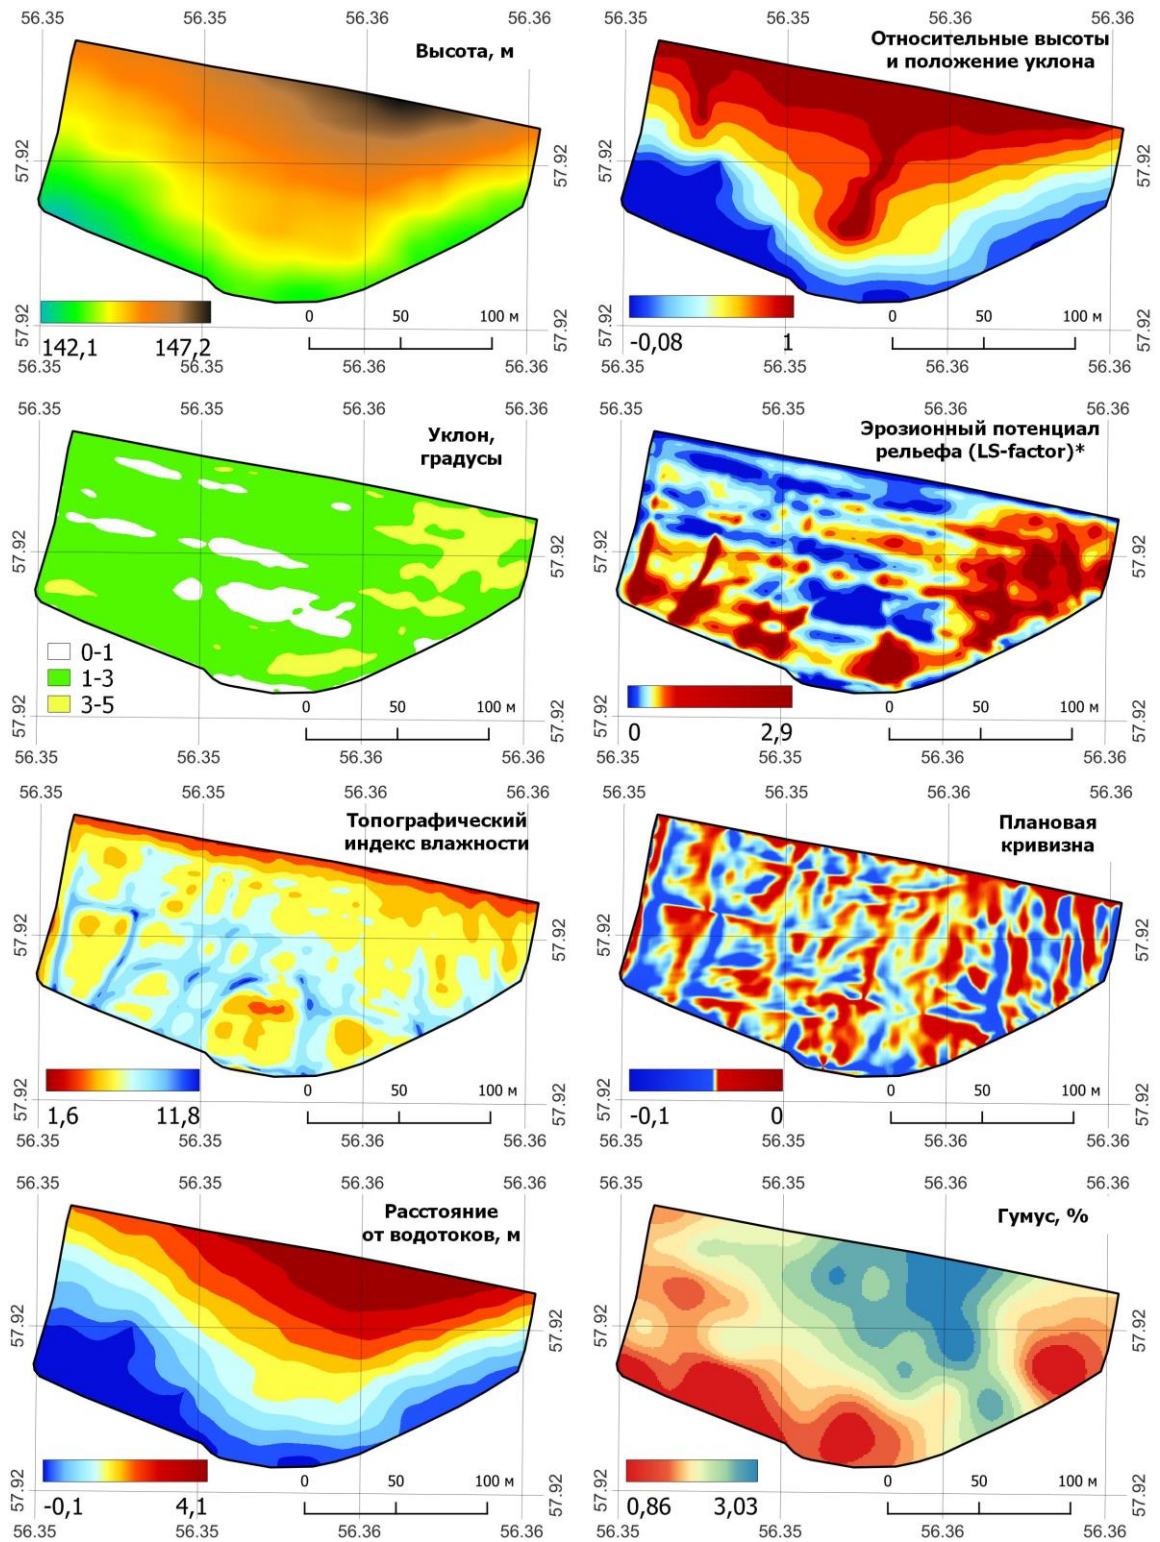 56.35 56.35 56.36 56.36
56.35 56.35 56.36 56.36
Высота, м
Относительные высоты
и положение уклона
57.92 57.92
57.92 57.92
142,1 147,2
0 50 100 м
57.92 57.92
-0,08 1
0 50 100 м
57.92 57.92
56.35 56.35 56.36 56.36
56.35 56.35 56.36 56.36
56.35 56.35 56.36 56.36
56.35 56.35 56.36 56.36
Уклон,
градусы
Эрозионный потенциал
рельефа (LS-factor)*
57.92 57.92
57.92 57.92
0-1
1-3
3-5
0 50 100 м
57.92 57.92
0 2,9
0 50 100 м
57.92 57.92
56.35 56.35 56.36 56.36
56.35 56.35 56.36 56.36
56.35 56.35 56.36 56.36
56.35 56.35 56.36 56.36
Топографический
индекс влажности
Плановая
кривизна
57.92 57.92
57.92 57.92
1,6 11,8
0 50 100 м
57.92 57.92
-0,1 0
0 50 100 м
57.92 57.92
56.35 56.35 56.36 56.36
56.35 56.35 56.36 56.36
56.35 56.35 56.36 56.36
56.35 56.35 56.36 56.36
Расстояние
от водотоков, м
Гумус, %
57.92 57.92
57.92 57.92
-0,1 4,1
0 50 100 м
57.92 57.92
0,86 3,03
0 50 100 м
57.92 57.92
56.35 56.35 56.36 56.36
56.35 56.35 56.36 56.36